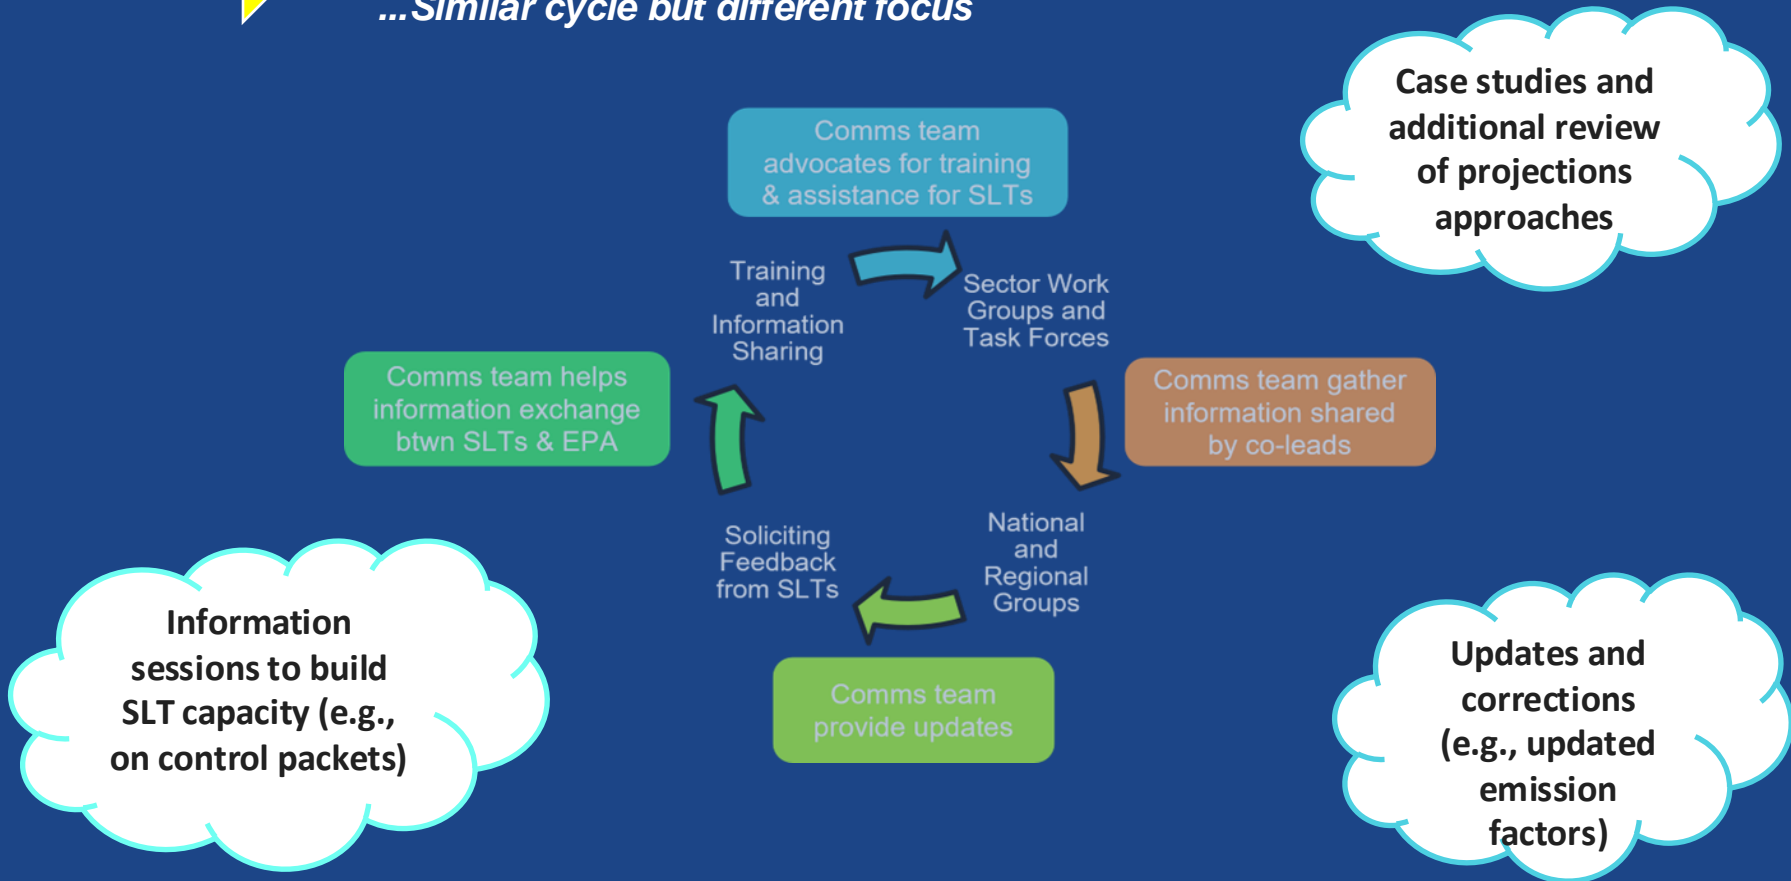 ...Similar cycle but different focus
Case studies and
additional review
of projections
approaches
Comms team
advocates for training
& assistance for SLTs
Training
and
Information
Sharing
Sector Work
Groups and
Task Forces
Comms team helps
information exchange
btwn SLTs & EPA
Comms team gather
information shared
by co-leads
Soliciting
Feedback
from SLTs
National
and
Regional
Groups
Comms team
provide updates
Information
sessions to build
SLT capacity (e.g.,
on control packets)
Updates and
corrections
(e.g., updated
emission
factors)